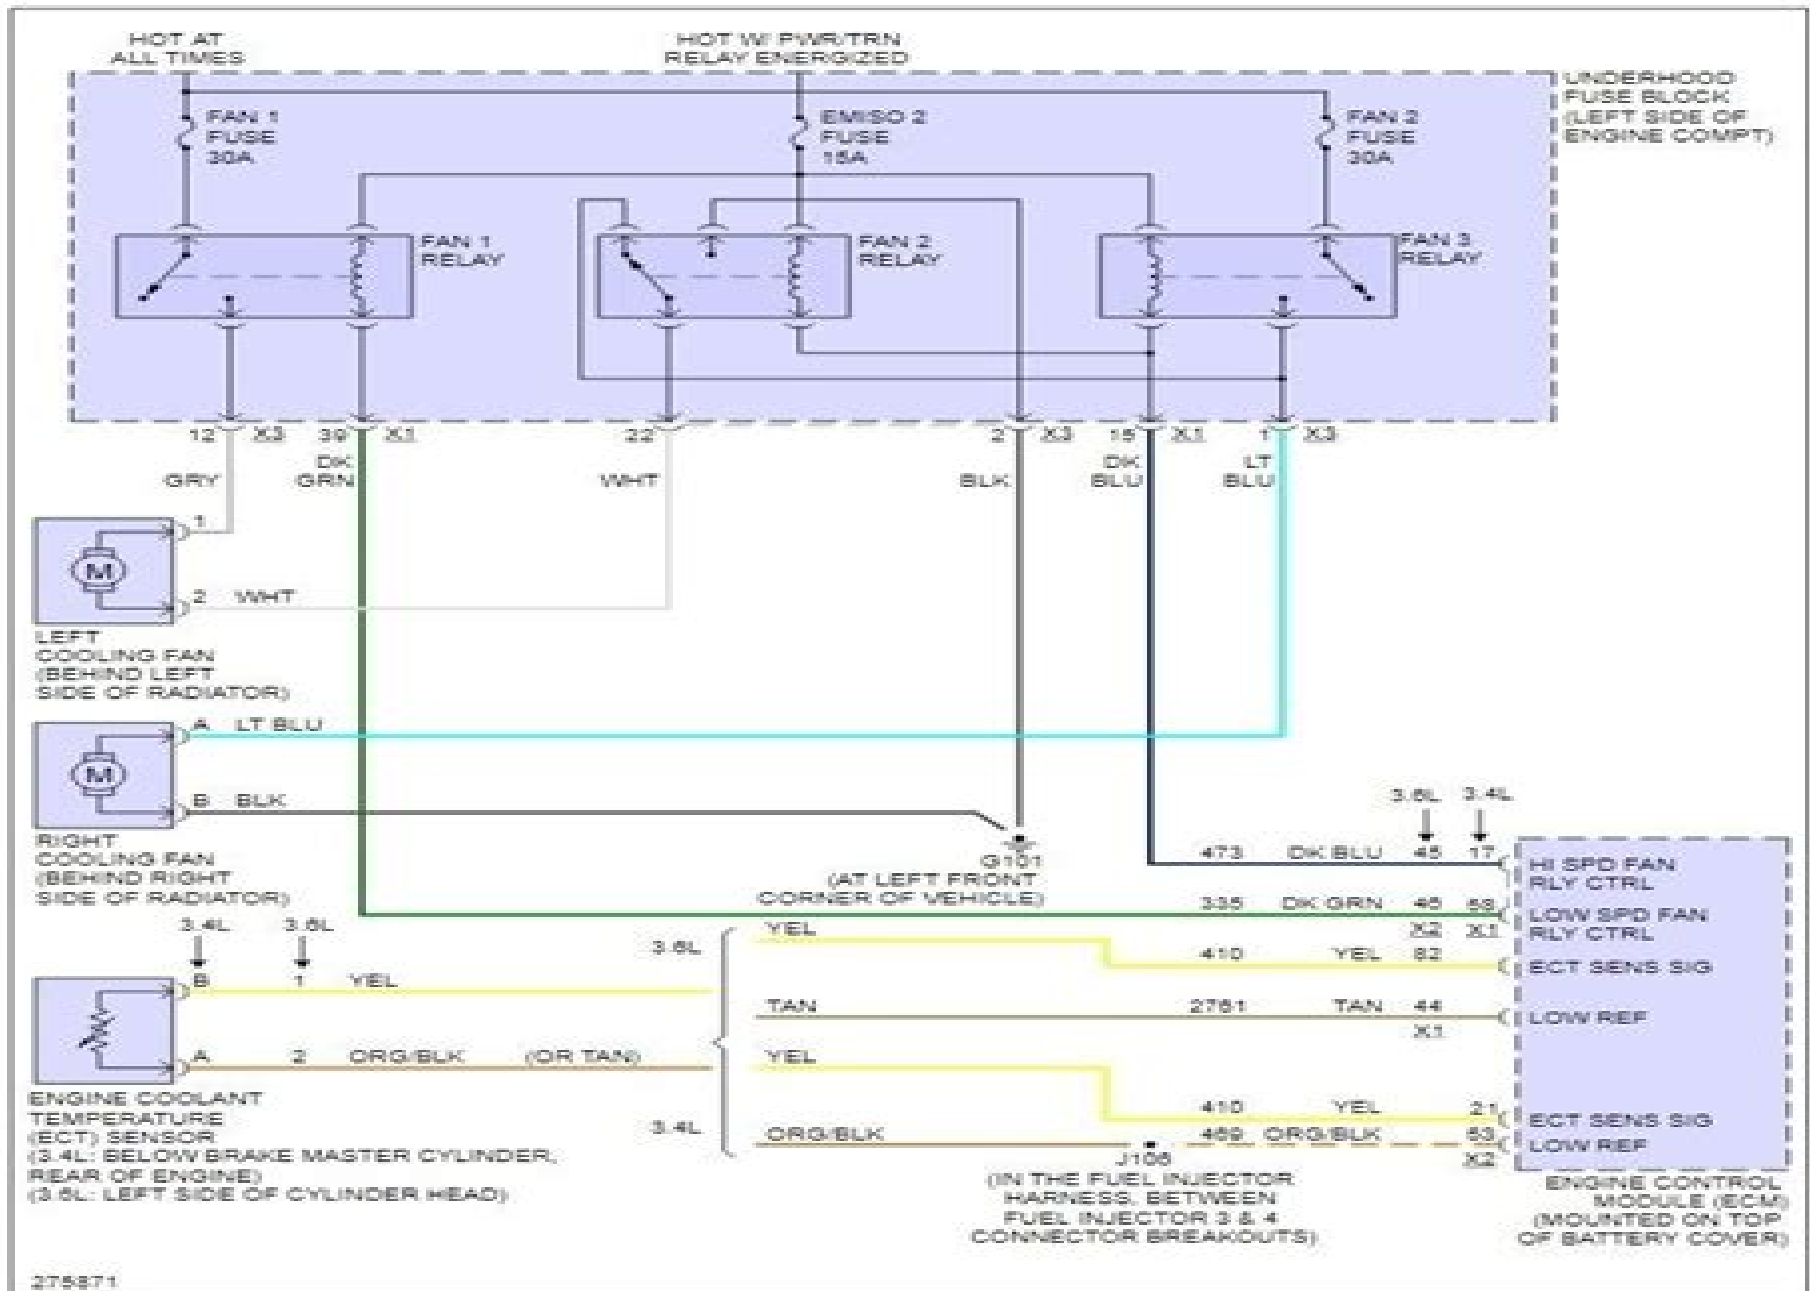 HOT AT
ALL TIMES
HOT W/ PWR/TRN
RELAY ENERGIZED
UNDERHOOD
FUSE BLOCK
(LEFT SIDE OF
ENGINE COMPT)
FAN 1
FUSE
30A
EMISO 2
FUSE
15A
FAN 2
FUSE
30A
FAN 1
RELAY
FAN 2
RELAY
FAN 3
RELAY
12 X3 39 X1 22 2 X3 15 X1 1 X3
GRY
DK
GRN
WHT
BLK
DK
BLU
LT
BLU
1
M
2 WHT
LEFT
COOLING FAN
(BEHIND LEFT
SIDE OF RADIATOR)
A LT BLU
M
B BLK
RIGHT
COOLING FAN
(BEHIND RIGHT
SIDE OF RADIATOR)
G101
(AT LEFT FRONT
CORNER OF VEHICLE)
3.6L 3.4L
473 DK BLU 45 17
HI SPD FAN
RLY CTRL
335 DK GRN 46 58
LOW SPD FAN
RLY CTRL
X2 X1
3.4L 3.6L
B 1 YEL
A 2 ORG/BLK (OR TAN)
3.6L
YEL
410 YEL 82
ECT SENS SIG
TAN 2761 TAN 44
LOW REF
X1
YEL
3.4L
410 YEL 21
ECT SENS SIG
ORG/BLK
469 ORG/BLK 53
LOW REF
J106
X2
(IN THE FUEL INJECTOR
HARNESS, BETWEEN
FUEL INJECTOR 3 & 4
CONNECTOR BREAKOUTS)
ENGINE COOLANT
TEMPERATURE
(ECT) SENSOR
(3.4L: BELOW BRAKE MASTER CYLINDER,
REAR OF ENGINE)
(3.6L: LEFT SIDE OF CYLINDER HEAD)
ENGINE CONTROL
MODULE (ECM)
(MOUNTED ON TOP
OF BATTERY COVER)
275871